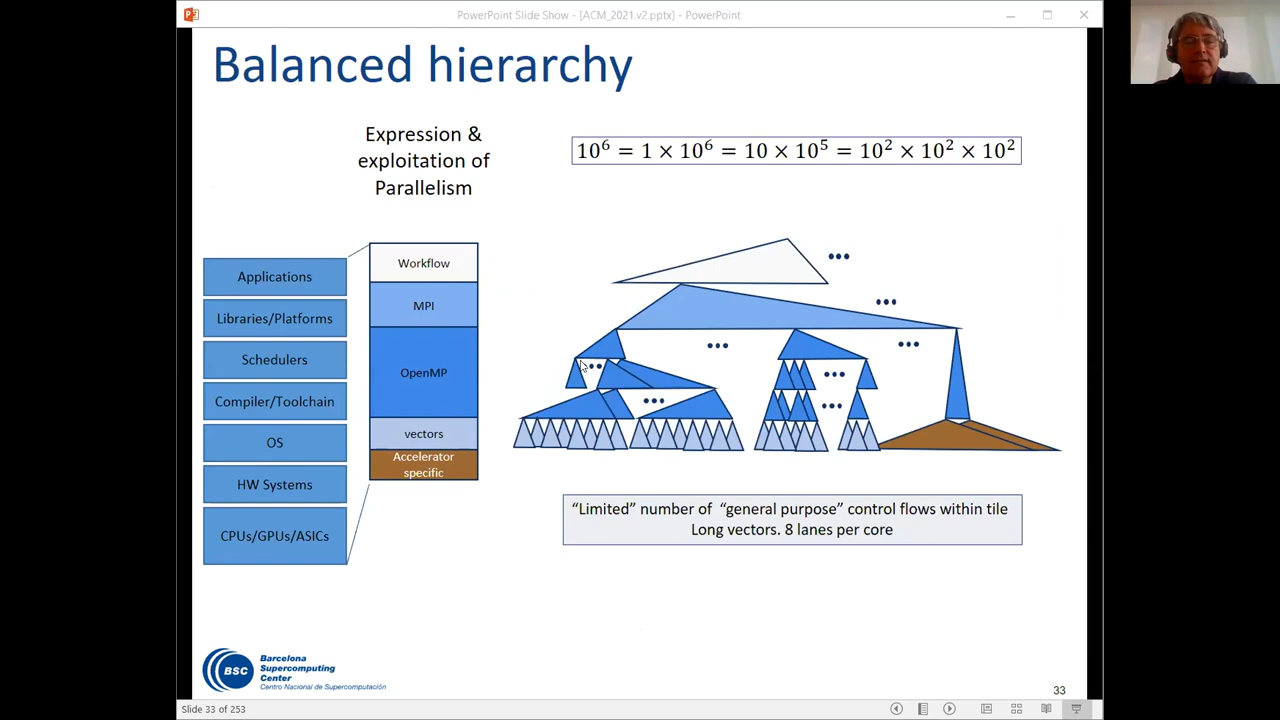 PowerPoint Slide Show - [ACM_2021.v2.pptx] - PowerPoint
Balanced hierarchy
Expression &
exploitation of
Parallelism
10⁶ = 1 × 10⁶ = 10 × 10⁵ = 10² × 10² × 10²
Applications
Libraries/Platforms
Schedulers
Compiler/Toolchain
OS
HW Systems
CPUs/GPUs/ASICs
Workflow
MPI
OpenMP
vectors
Accelerator
specific
“Limited” number of “general purpose” control flows within tile
Long vectors. 8 lanes per core
BSC
Barcelona
Supercomputing
Center
Centro Nacional de Supercomputación
33
Slide 33 of 253